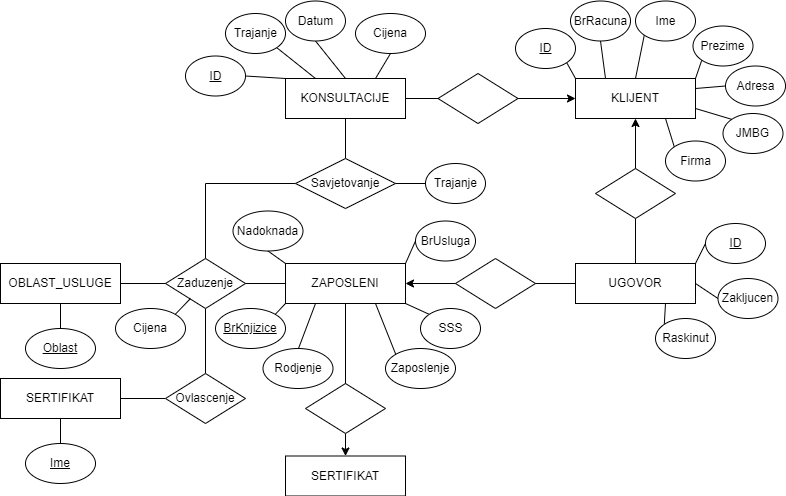 BrRacuna
Ime
Datum
Trajanje
Cijena
Prezime
ID
ID
Adresa
KONSULTACIJE
KLIJENT
JMBG
Firma
Savjetovanje
Trajanje
Nadoknada
BrUsluga
ID
OBLAST_USLUGE
Zaduzenje
ZAPOSLENI
UGOVOR
Zakljucen
Cijena
BrKnjizice
SSS
Raskinut
Oblast
Rodjenje
Zaposlenje
SERTIFIKAT
Ovlascenje
Ime
SERTIFIKAT